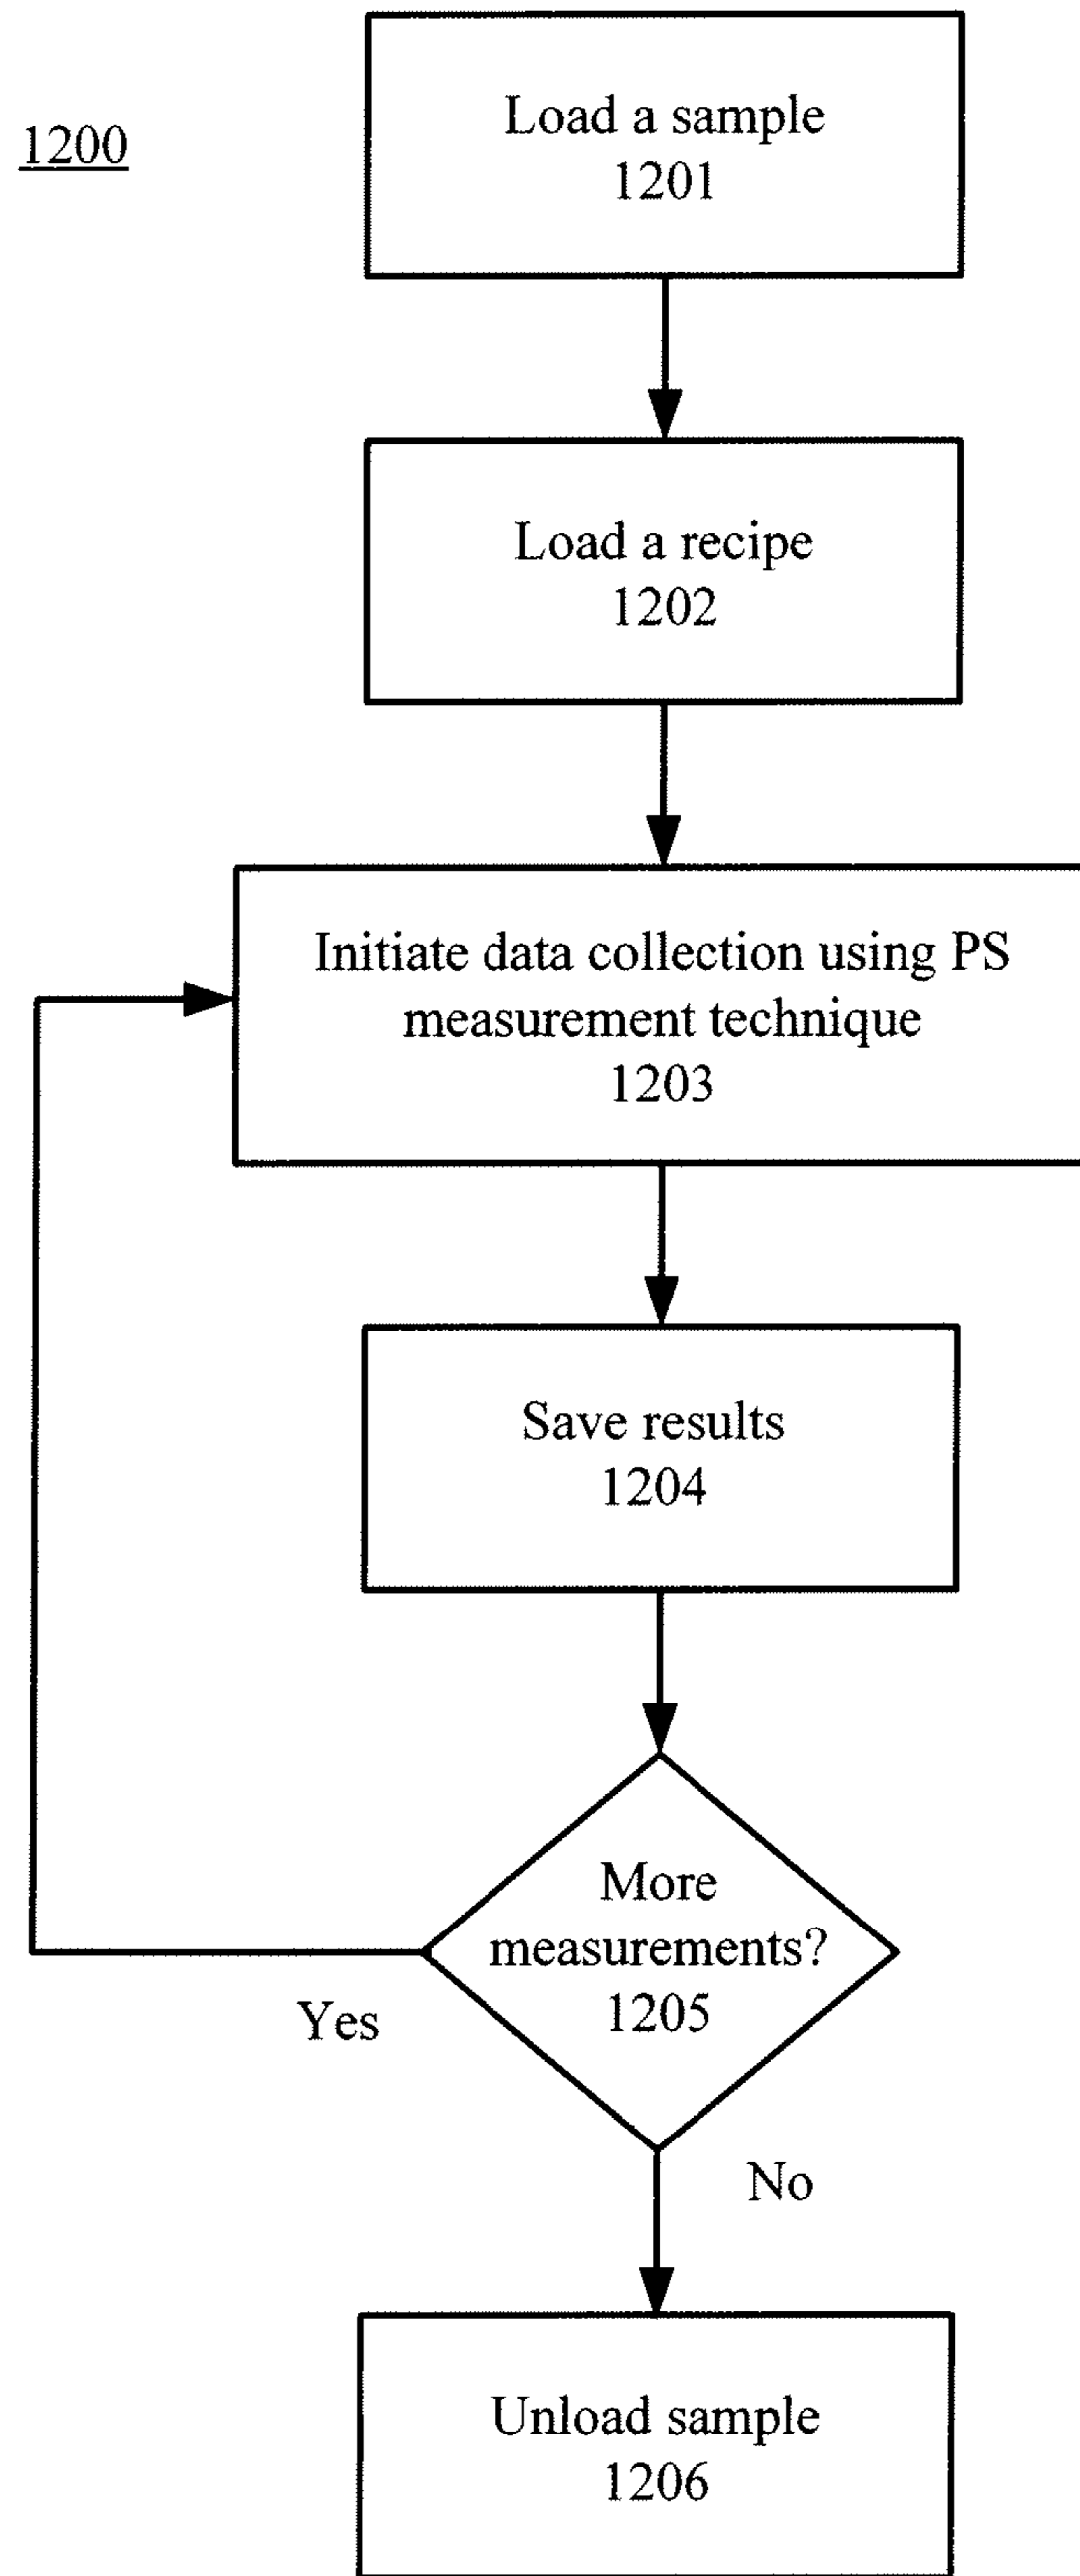 1200
Load a sample
1201
Load a recipe
1202
Initiate data collection using PS
measurement technique
1203
Save results
1204
More
measurements?
1205
Yes
No
Unload sample
1206